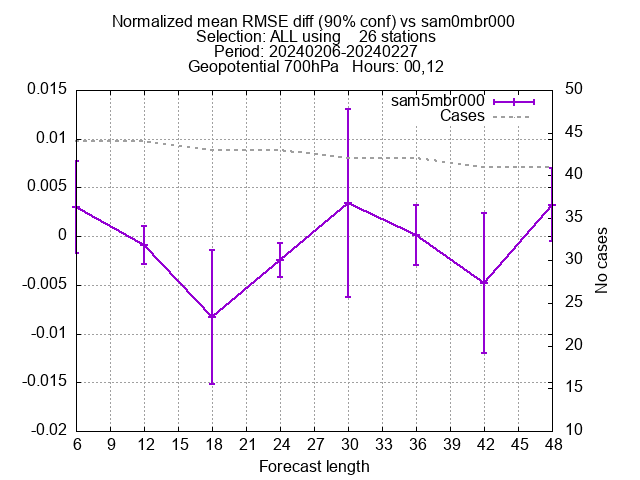 Normalized mean RMSE diff (90% conf) vs sam0mbr000
Selection: ALL using    26 stations
Period: 20240206-20240227
Geopotential 700hPa   Hours: 00,12
sam5mbr000
Cases
0.015
0.01
0.005
0
-0.005
-0.01
-0.015
-0.02
50
45
40
35
30
25
20
15
10
No cases
6 9 12 15 18 21 24 27 30 33 36 39 42 45 48
Forecast length